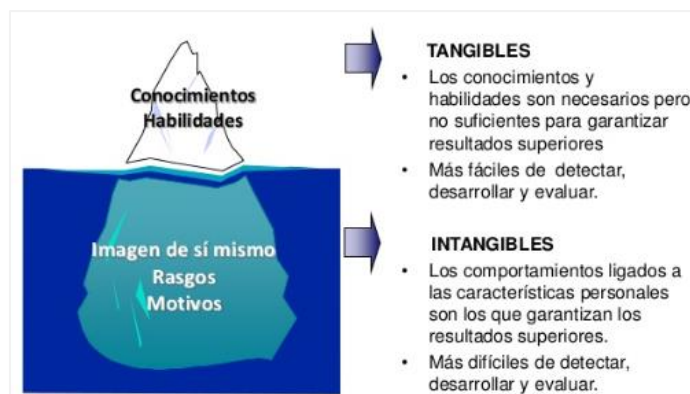 Conocimientos
Habilidades
Imagen de sí mismo
Rasgos
Motivos
TANGIBLES
• Los conocimientos y
habilidades son necesarios pero
no suficientes para garantizar
resultados superiores
• Más fáciles de detectar,
desarrollar y evaluar.
INTANGIBLES
• Los comportamientos ligados a
las características personales
son los que garantizan los
resultados superiores.
• Más difíciles de detectar,
desarrollar y evaluar.